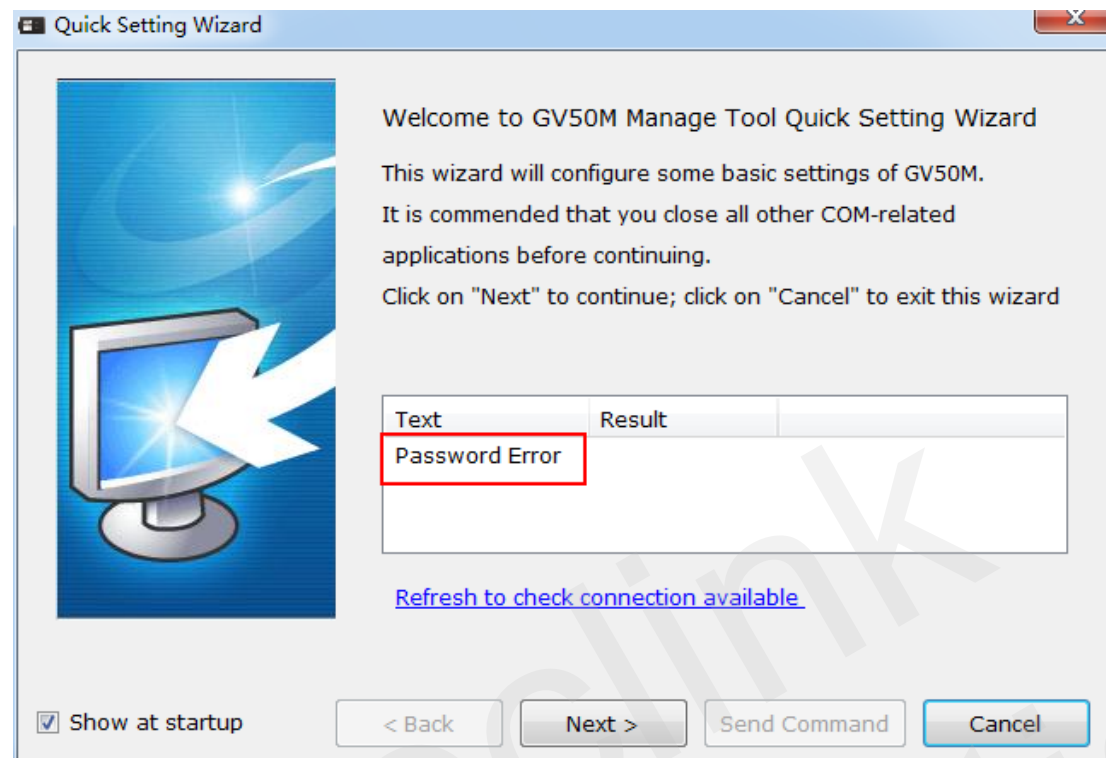 Quick Setting Wizard
Welcome to GV50M Manage Tool Quick Setting Wizard
This wizard will configure some basic settings of GV50M.
It is commended that you close all other COM-related
applications before continuing.
Click on "Next" to continue; click on "Cancel" to exit this wizard
Text Result
Password Error
Refresh to check connection available
Show at startup < Back Next > Send Command Cancel